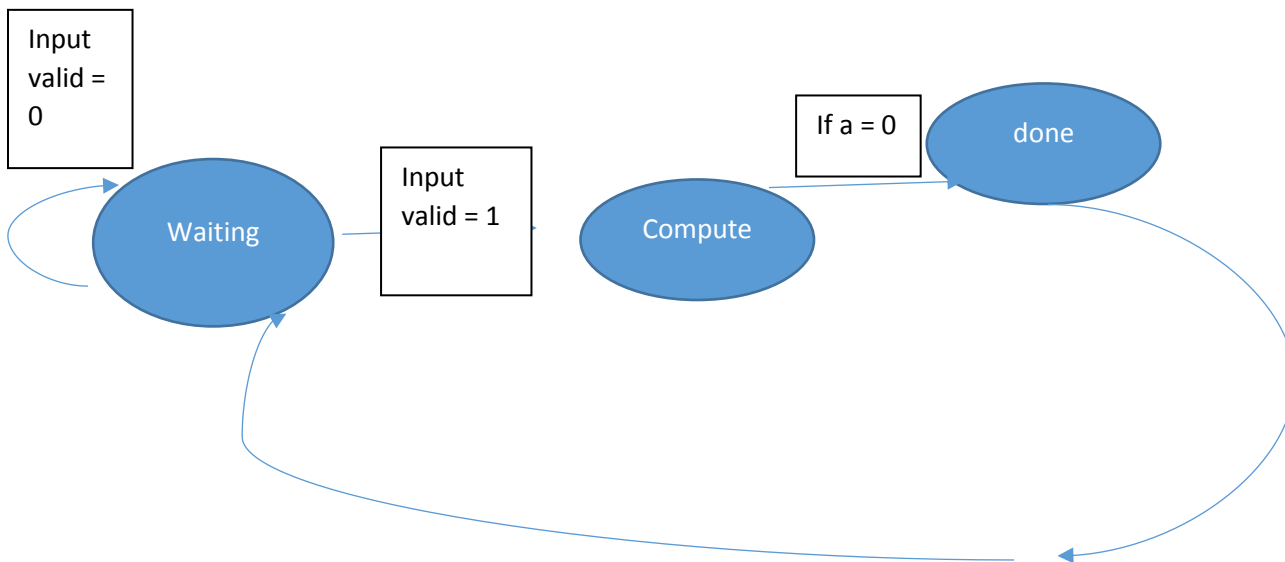 Input
valid =
0
Waiting
Input
valid = 1
Compute
If a = 0
done